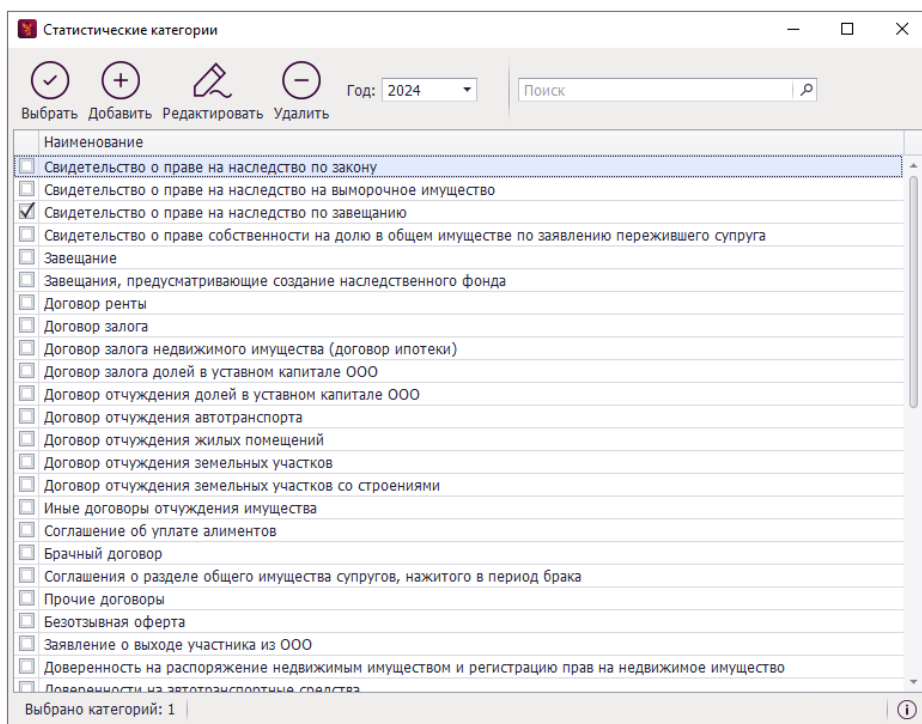 Статистические категории
Выбрать Добавить Редактировать Удалить Год: 2024 Поиск
Наименование
Свидетельство о праве на наследство по закону
Свидетельство о праве на наследство на выморочное имущество
Свидетельство о праве на наследство по завещанию
Свидетельство о праве собственности на долю в общем имуществе по заявлению пережившего супруга
Завещание
Завещания, предусматривающие создание наследственного фонда
Договор ренты
Договор залога
Договор залога недвижимого имущества (договор ипотеки)
Договор залога долей в уставном капитале ООО
Договор отчуждения долей в уставном капитале ООО
Договор отчуждения автотранспорта
Договор отчуждения жилых помещений
Договор отчуждения земельных участков
Договор отчуждения земельных участков со строениями
Иные договоры отчуждения имущества
Соглашение об уплате алиментов
Брачный договор
Соглашения о разделе общего имущества супругов, нажитого в период брака
Прочие договоры
Безотзывная оферта
Заявление о выходе участника из ООО
Доверенность на распоряжение недвижимым имуществом и регистрацию прав на недвижимое имущество
Доверенности на автотранспортные средства
Выбрано категорий: 1